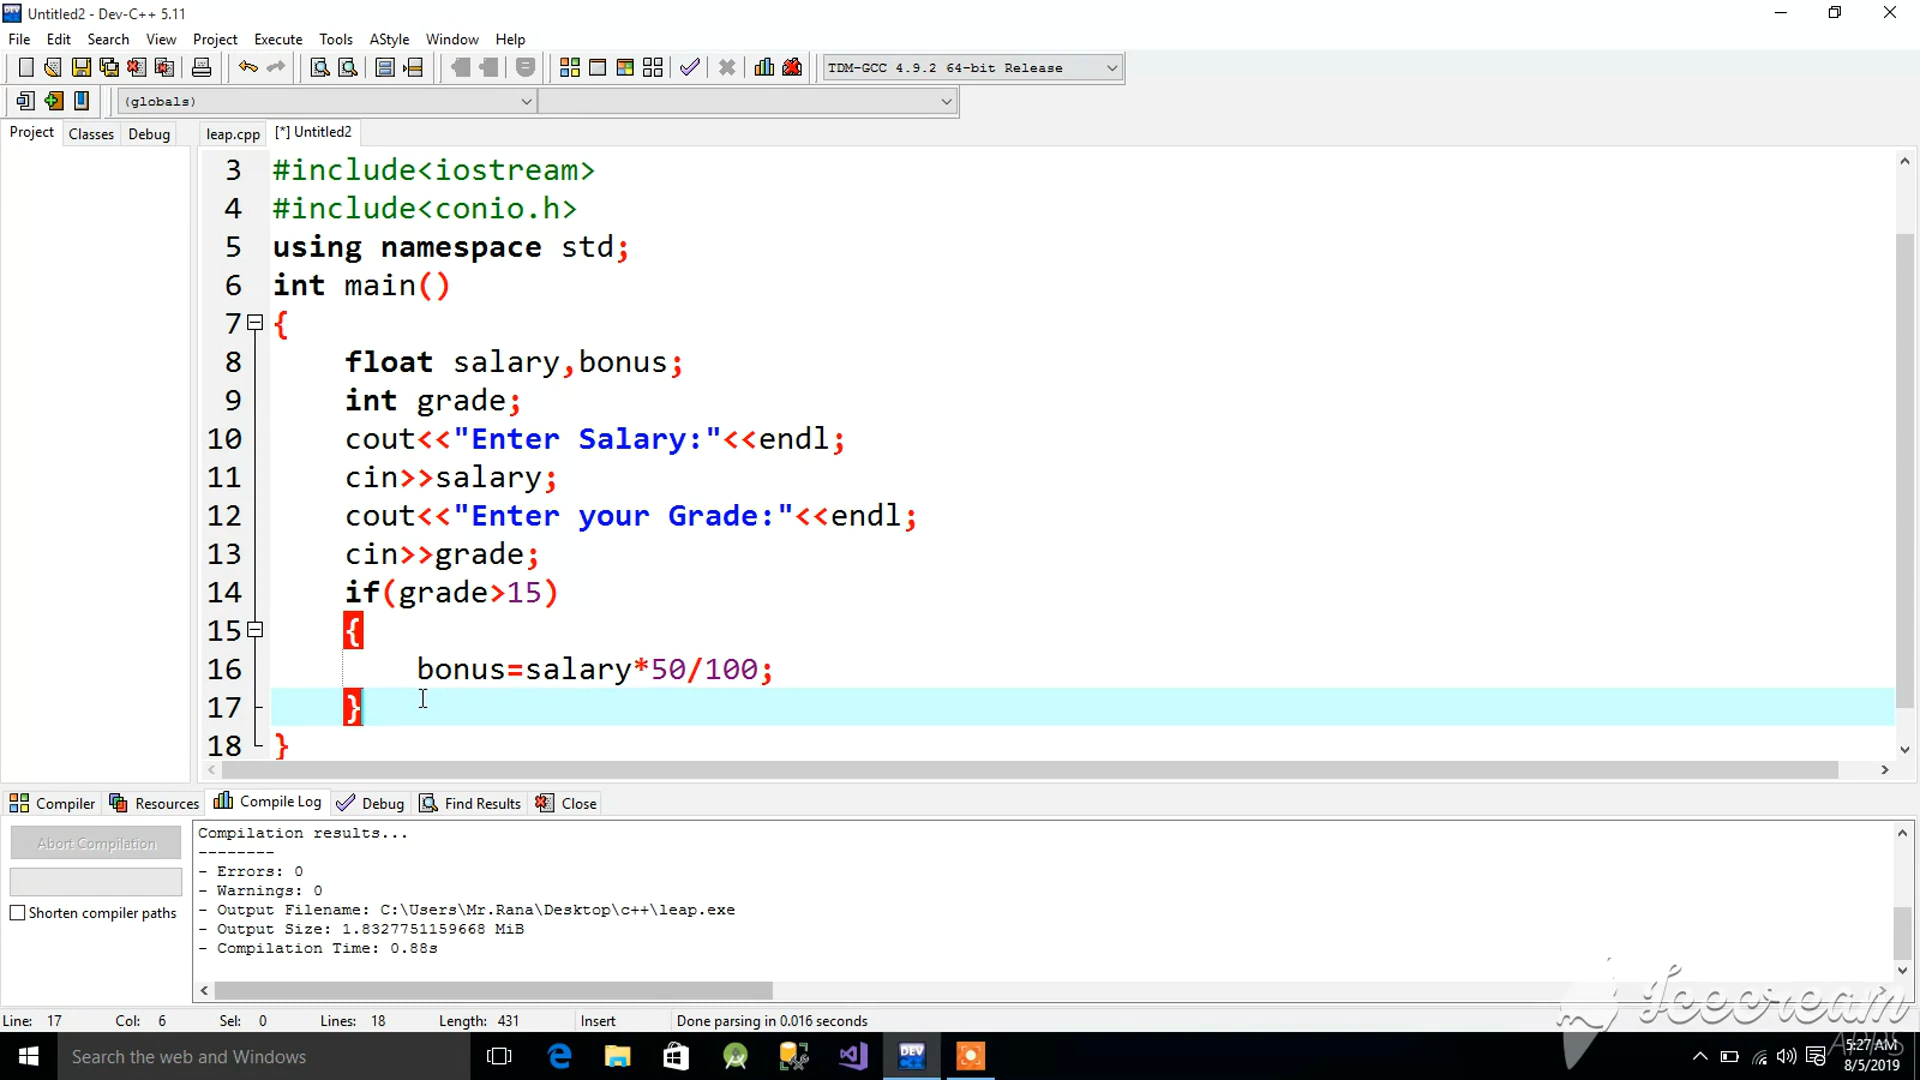 Untitled2 - Dev-C++ 5.11
File Edit Search View Project Execute Tools AStyle Window Help
TDM-GCC 4.9.2 64-bit Release
(globals)
Project Classes Debug leap.cpp [*] Untitled2
3 #include<iostream>
4 #include<conio.h>
5 using namespace std;
6 int main()
7 {
8 float salary,bonus;
9 int grade;
10 cout<<"Enter Salary:"<<endl;
11 cin>>salary;
12 cout<<"Enter your Grade:"<<endl;
13 cin>>grade;
14 if(grade>15)
15 {
16 bonus=salary*50/100;
17 }
18 }
Compiler Resources Compile Log Debug Find Results Close
Abort Compilation
Shorten compiler paths
Compilation results...
--------
- Errors: 0
- Warnings: 0
- Output Filename: C:\Users\Mr.Rana\Desktop\c++\leap.exe
- Output Size: 1.8327751159668 MiB
- Compilation Time: 0.88s
Line: 17 Col: 6 Sel: 0 Lines: 18 Length: 431 Insert Done parsing in 0.016 seconds
Icecream
APPS
Search the web and Windows
DEV
5:27 AM
8/5/2019